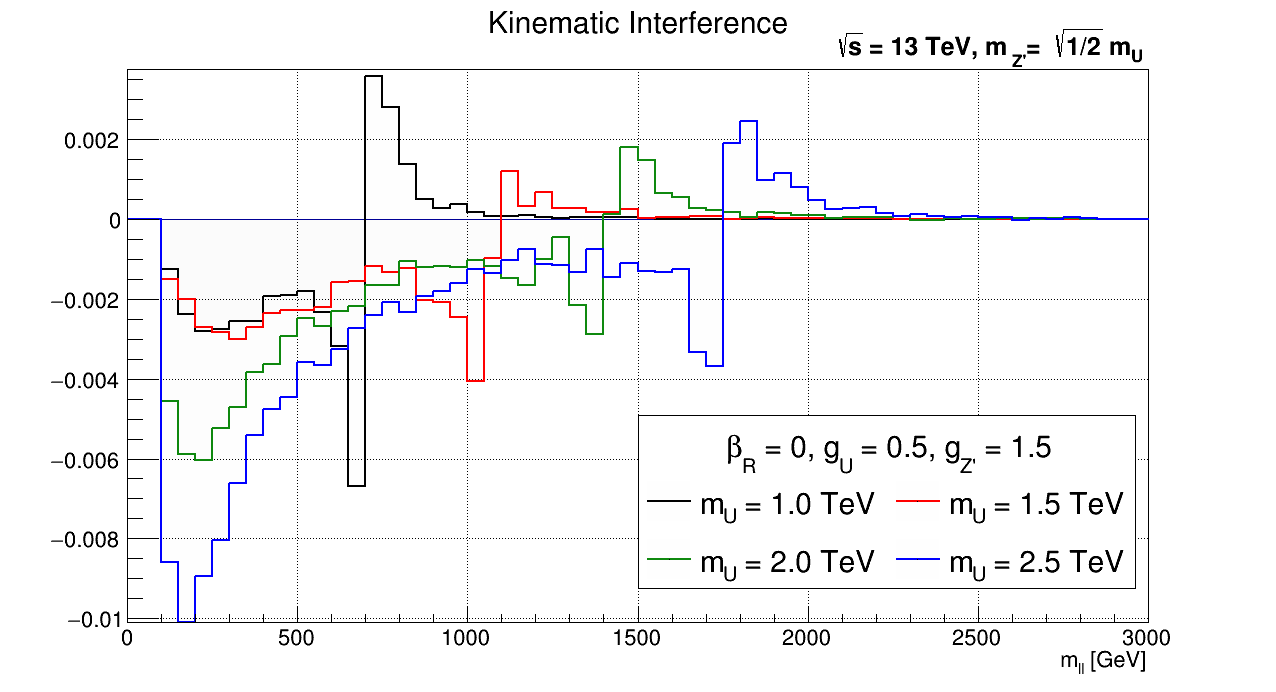 Kinematic Interference
√s = 13 TeV, m_Z'= √1/2 m_U
0.002
0
−0.002
−0.004
−0.006
−0.008
−0.01
β_R = 0, g_U = 0.5, g_Z' = 1.5
m_U = 1.0 TeV m_U = 1.5 TeV
m_U = 2.0 TeV m_U = 2.5 TeV
0 500 1000 1500 2000 2500 3000
m_ll [GeV]